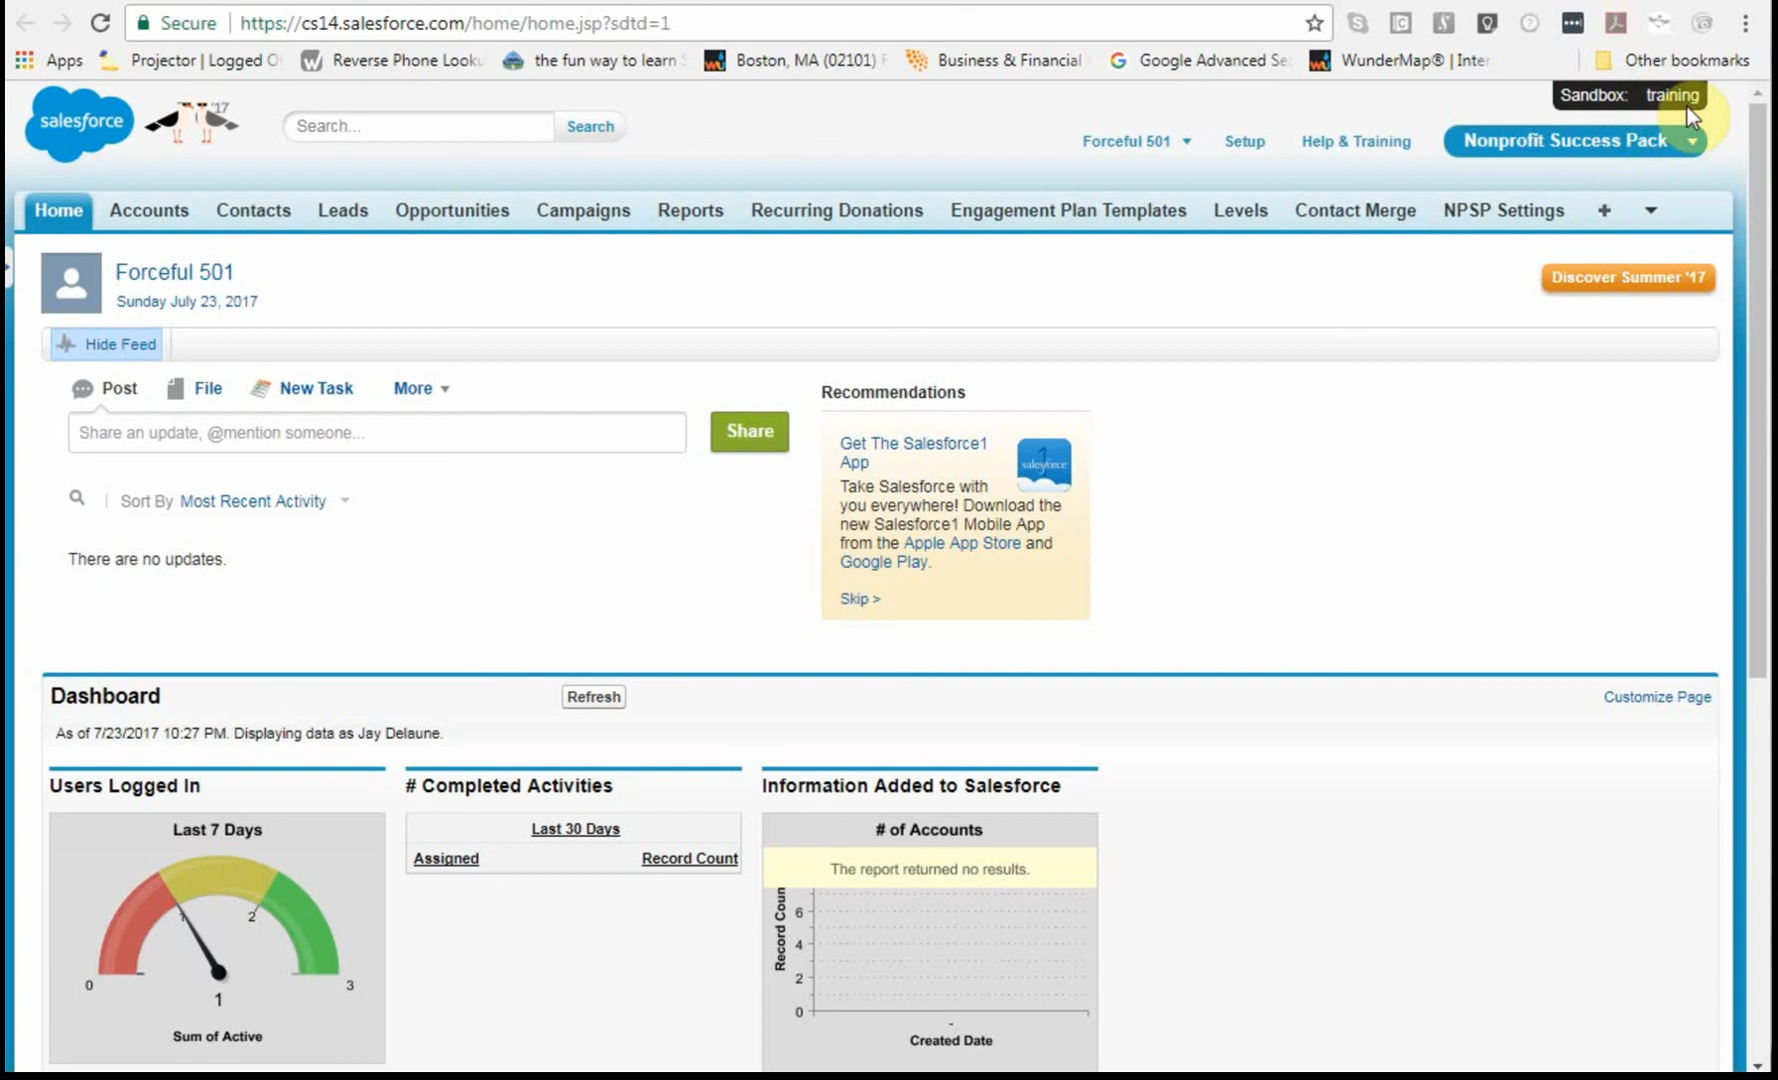 Secure https://cs14.salesforce.com/home/home.jsp?sdtd=1
Apps Projector | Logged O Reverse Phone Looku the fun way to learn Boston, MA (02101) Business & Financial Google Advanced Se WunderMap® | Inter Other bookmarks
Sandbox: training
salesforce '17 Search... Search
Forceful 501 Setup Help & Training Nonprofit Success Pack
Home Accounts Contacts Leads Opportunities Campaigns Reports Recurring Donations Engagement Plan Templates Levels Contact Merge NPSP Settings +
Forceful 501
Sunday July 23, 2017
Discover Summer '17
Hide Feed
Post File New Task More
Share an update, @mention someone...
Share
Sort By Most Recent Activity
There are no updates.
Recommendations
Get The Salesforce1
App
salesforce
Take Salesforce with
you everywhere! Download the
new Salesforce1 Mobile App
from the Apple App Store and
Google Play.
Skip >
Dashboard Refresh Customize Page
As of 7/23/2017 10:27 PM. Displaying data as Jay Delaune.
Users Logged In
Last 7 Days
1 2
0 3
1
Sum of Active
# Completed Activities
Last 30 Days
Assigned Record Count
Information Added to Salesforce
# of Accounts
The report returned no results.
Record Coun
6
4
2
0
-
Created Date